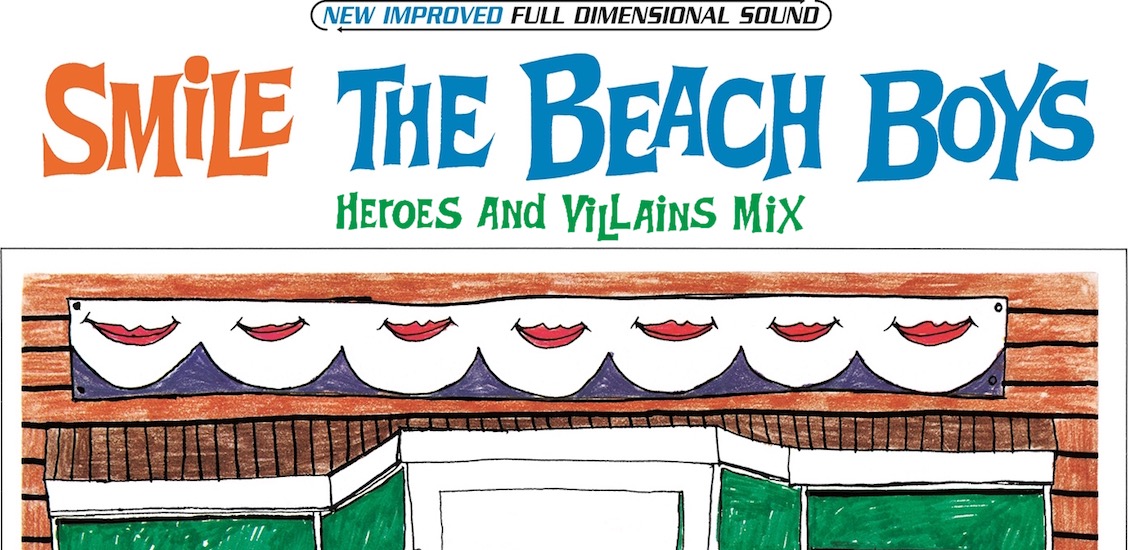 NEW IMPROVED FULL DIMENSIONAL SOUND
SMiLE THE BEACH BOYS
HEROES AND ViLLAiNS MiX